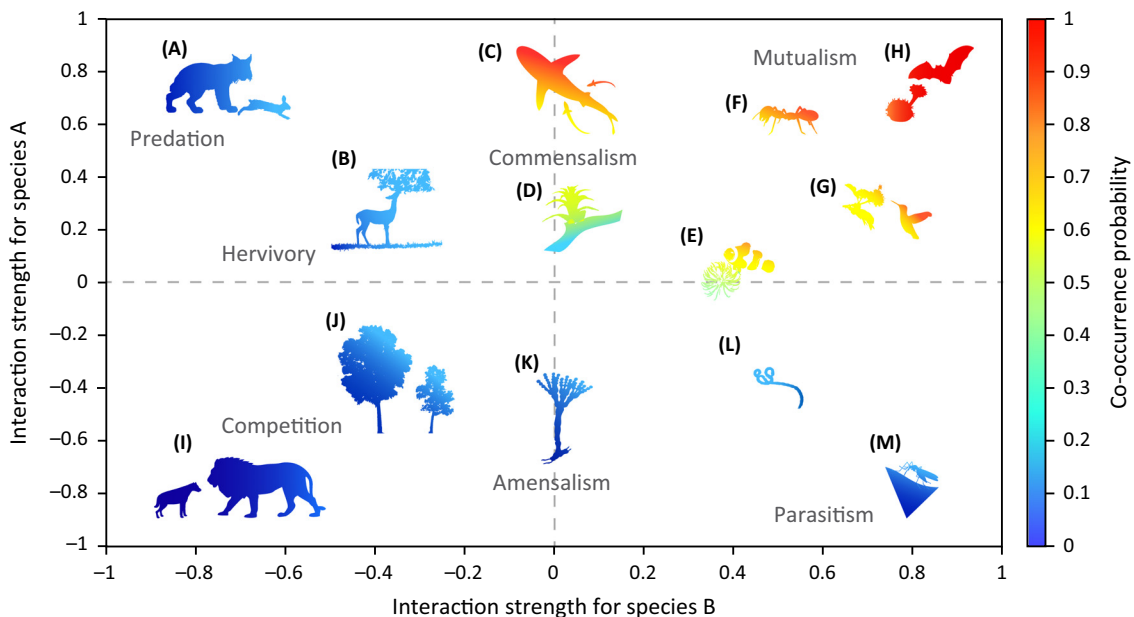 (A)
(C)
Mutualism
(H)
(F)
Predation
(B)
Commensalism
(D)
(G)
Hervivory
(E)
(J)
(K)
(L)
Competition
(I)
Amensalism
(M)
Parasitism
Interaction strength for species A
1
0.8
0.6
0.4
0.2
0
−0.2
−0.4
−0.6
−0.8
−1
−1
−0.8
−0.6
−0.4
−0.2
0
0.2
0.4
0.6
0.8
1
Interaction strength for species B
1
0.9
0.8
0.7
0.6
0.5
0.4
0.3
0.2
0.1
0
Co-occurrence probability